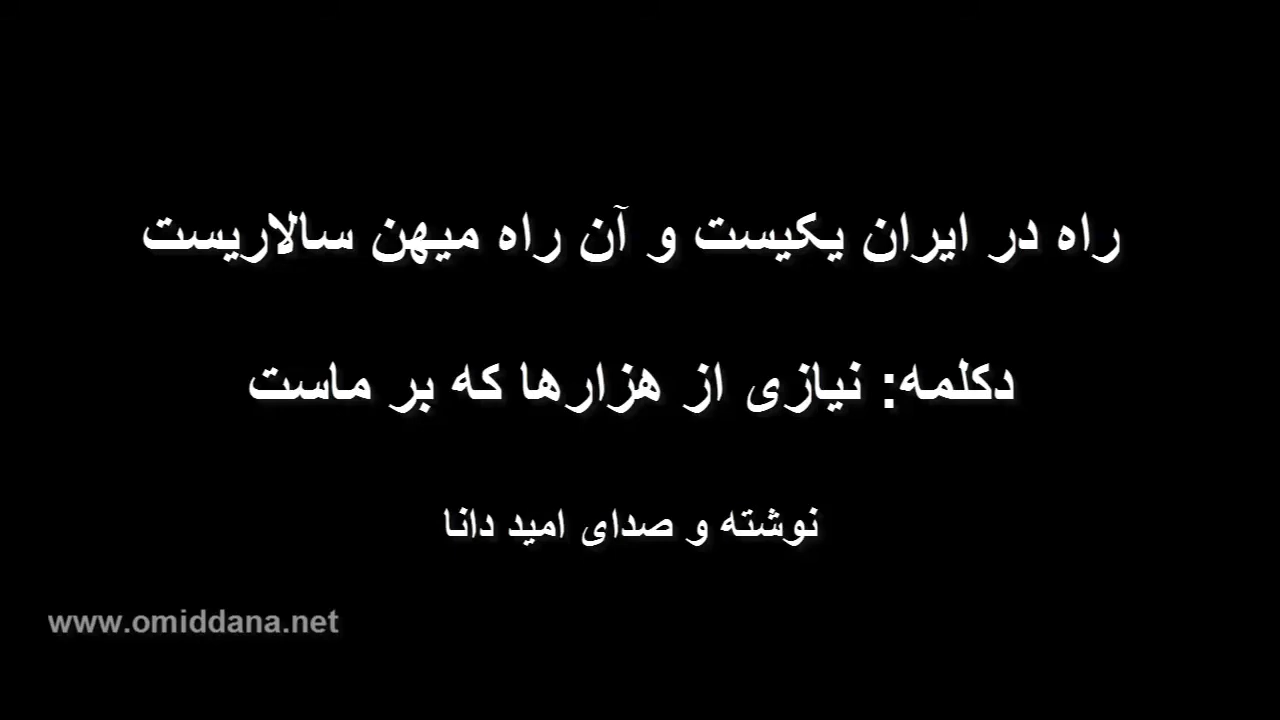 راه در ایران یکیست و آن راه میهن سالاریست
دکلمه: نیازی از هزارها که بر ماست
نوشته و صدای امید دانا
www.omiddana.net